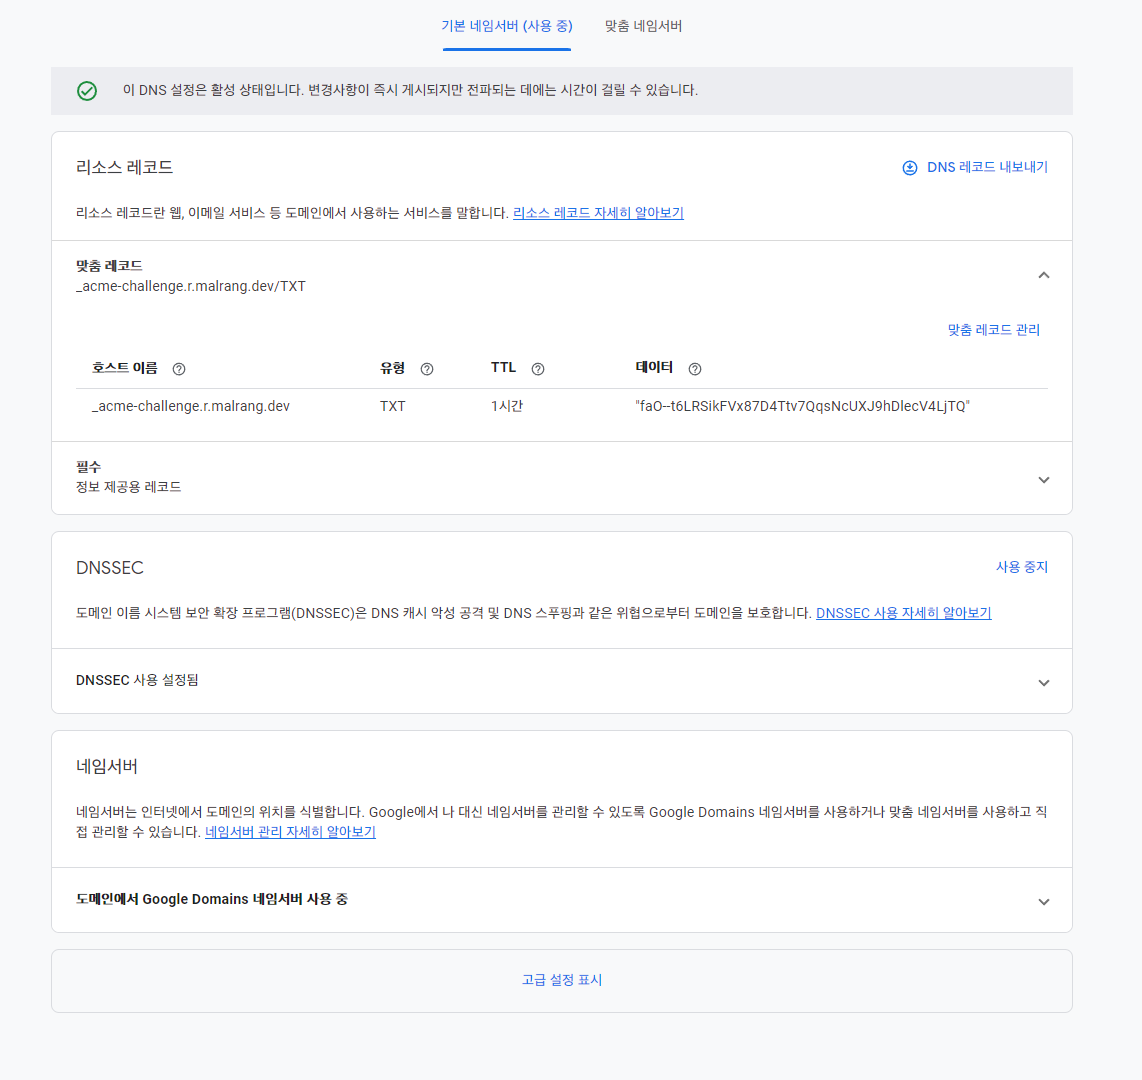 기본 네임서버 (사용 중)
맞춤 네임서버
이 DNS 설정은 활성 상태입니다. 변경사항이 즉시 게시되지만 전파되는 데에는 시간이 걸릴 수 있습니다.
리소스 레코드
DNS 레코드 내보내기
리소스 레코드란 웹, 이메일 서비스 등 도메인에서 사용하는 서비스를 말합니다. 리소스 레코드 자세히 알아보기
맞춤 레코드
_acme-challenge.r.malrang.dev/TXT
맞춤 레코드 관리
호스트 이름 유형 TTL 데이터
_acme-challenge.r.malrang.dev TXT 1시간 "faO--t6LRSikFVx87D4Ttv7QqsNcUXJ9hDlecV4LjTQ"
필수
정보 제공용 레코드
DNSSEC
사용 중지
도메인 이름 시스템 보안 확장 프로그램(DNSSEC)은 DNS 캐시 악성 공격 및 DNS 스푸핑과 같은 위협으로부터 도메인을 보호합니다. DNSSEC 사용 자세히 알아보기
DNSSEC 사용 설정됨
네임서버
네임서버는 인터넷에서 도메인의 위치를 식별합니다. Google에서 나 대신 네임서버를 관리할 수 있도록 Google Domains 네임서버를 사용하거나 맞춤 네임서버를 사용하고 직
접 관리할 수 있습니다. 네임서버 관리 자세히 알아보기
도메인에서 Google Domains 네임서버 사용 중
고급 설정 표시